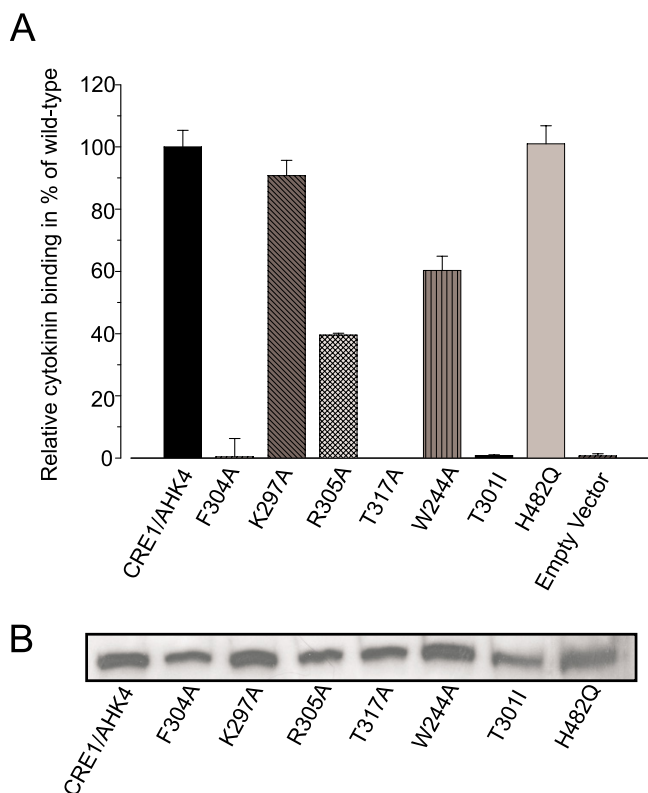 A
Relative cytokinin binding in % of wild-type
120
100
80
60
40
20
0
CRE1/AHK4
F304A
K297A
R305A
T317A
W244A
T301I
H482Q
Empty Vector
B
CRE1/AHK4
F304A
K297A
R305A
T317A
W244A
T301I
H482Q